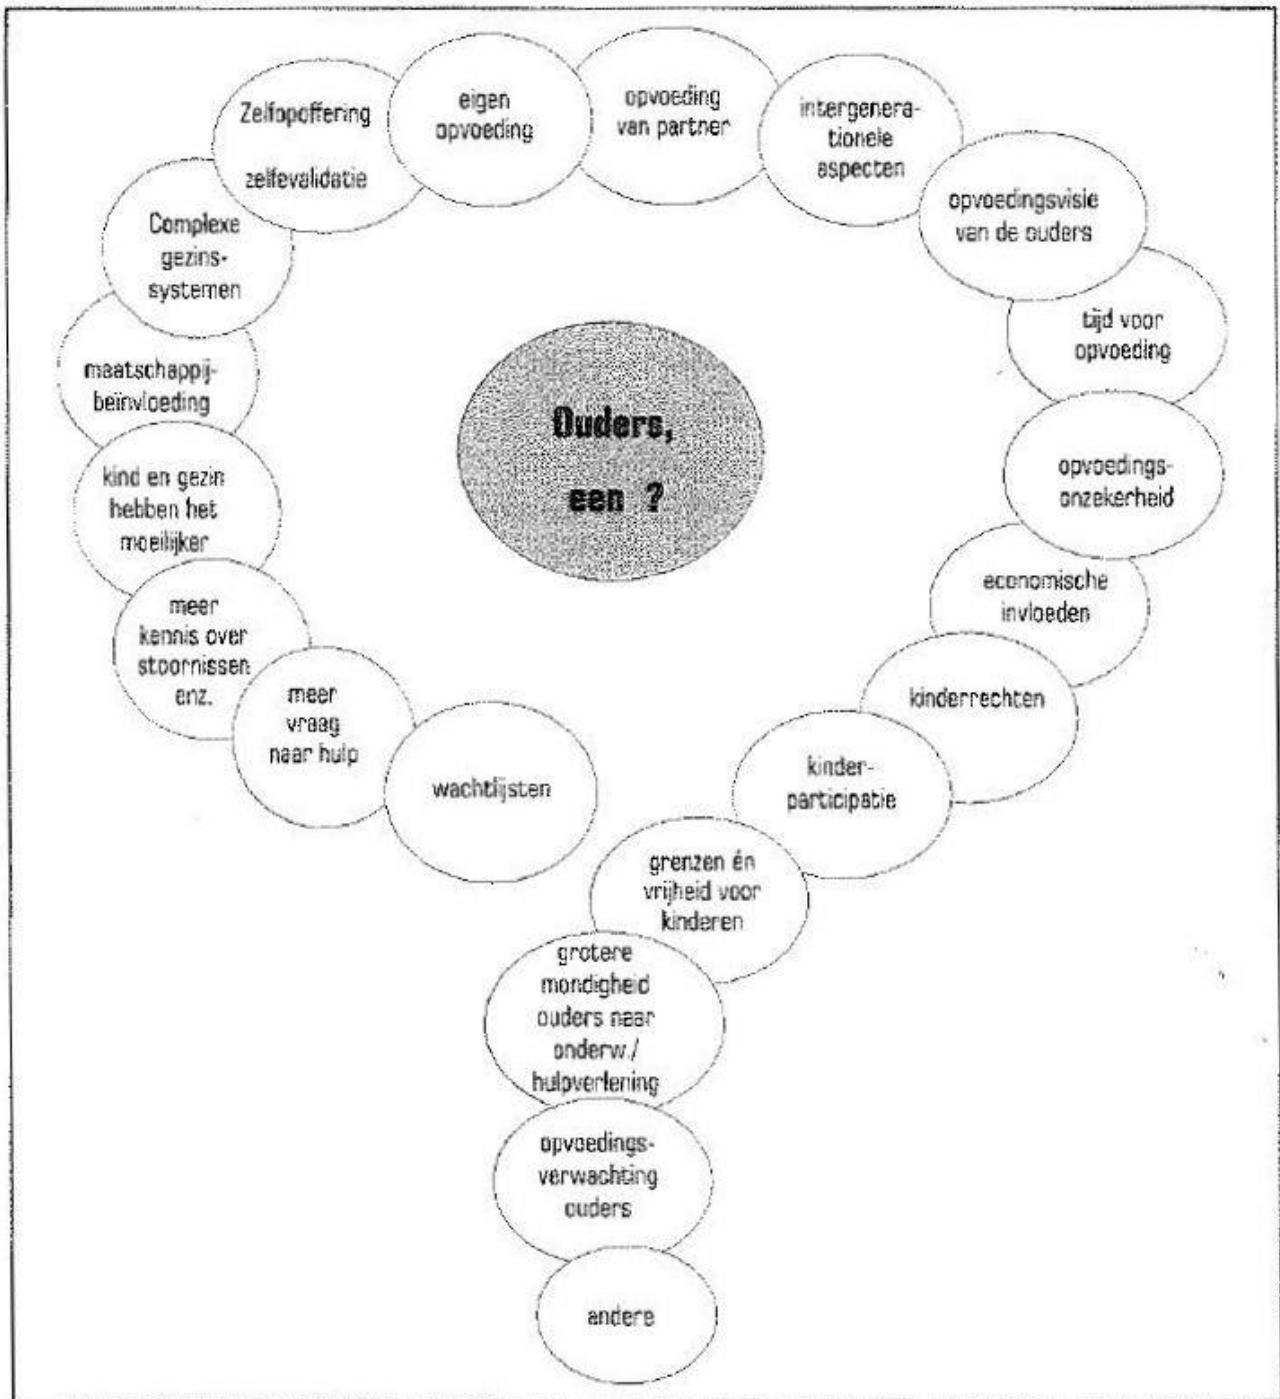 Zelfopoffering
zelfevalidatie
eigen
opvoeding
opvoeding
van partner
intergenera-
tionele
aspecten
opvoedingsvisie
van de ouders
tijd voor
opvoeding
opvoedings-
onzekerheid
economische
invloeden
kinderrechten
kinder-
participatie
grenzen én
vrijheid voor
kinderen
grotere
mondigheid
ouders naar
onderw./
hulpverlening
opvoedings-
verwachting
ouders
andere
Complexe
gezins-
systemen
maatschappij-
beïnvloeding
kind en gezin
hebben het
moeilijker
meer
kennis over
stoornissen
enz.
meer
vraag
naar hulp
wachtlijsten
Ouders,
een ?